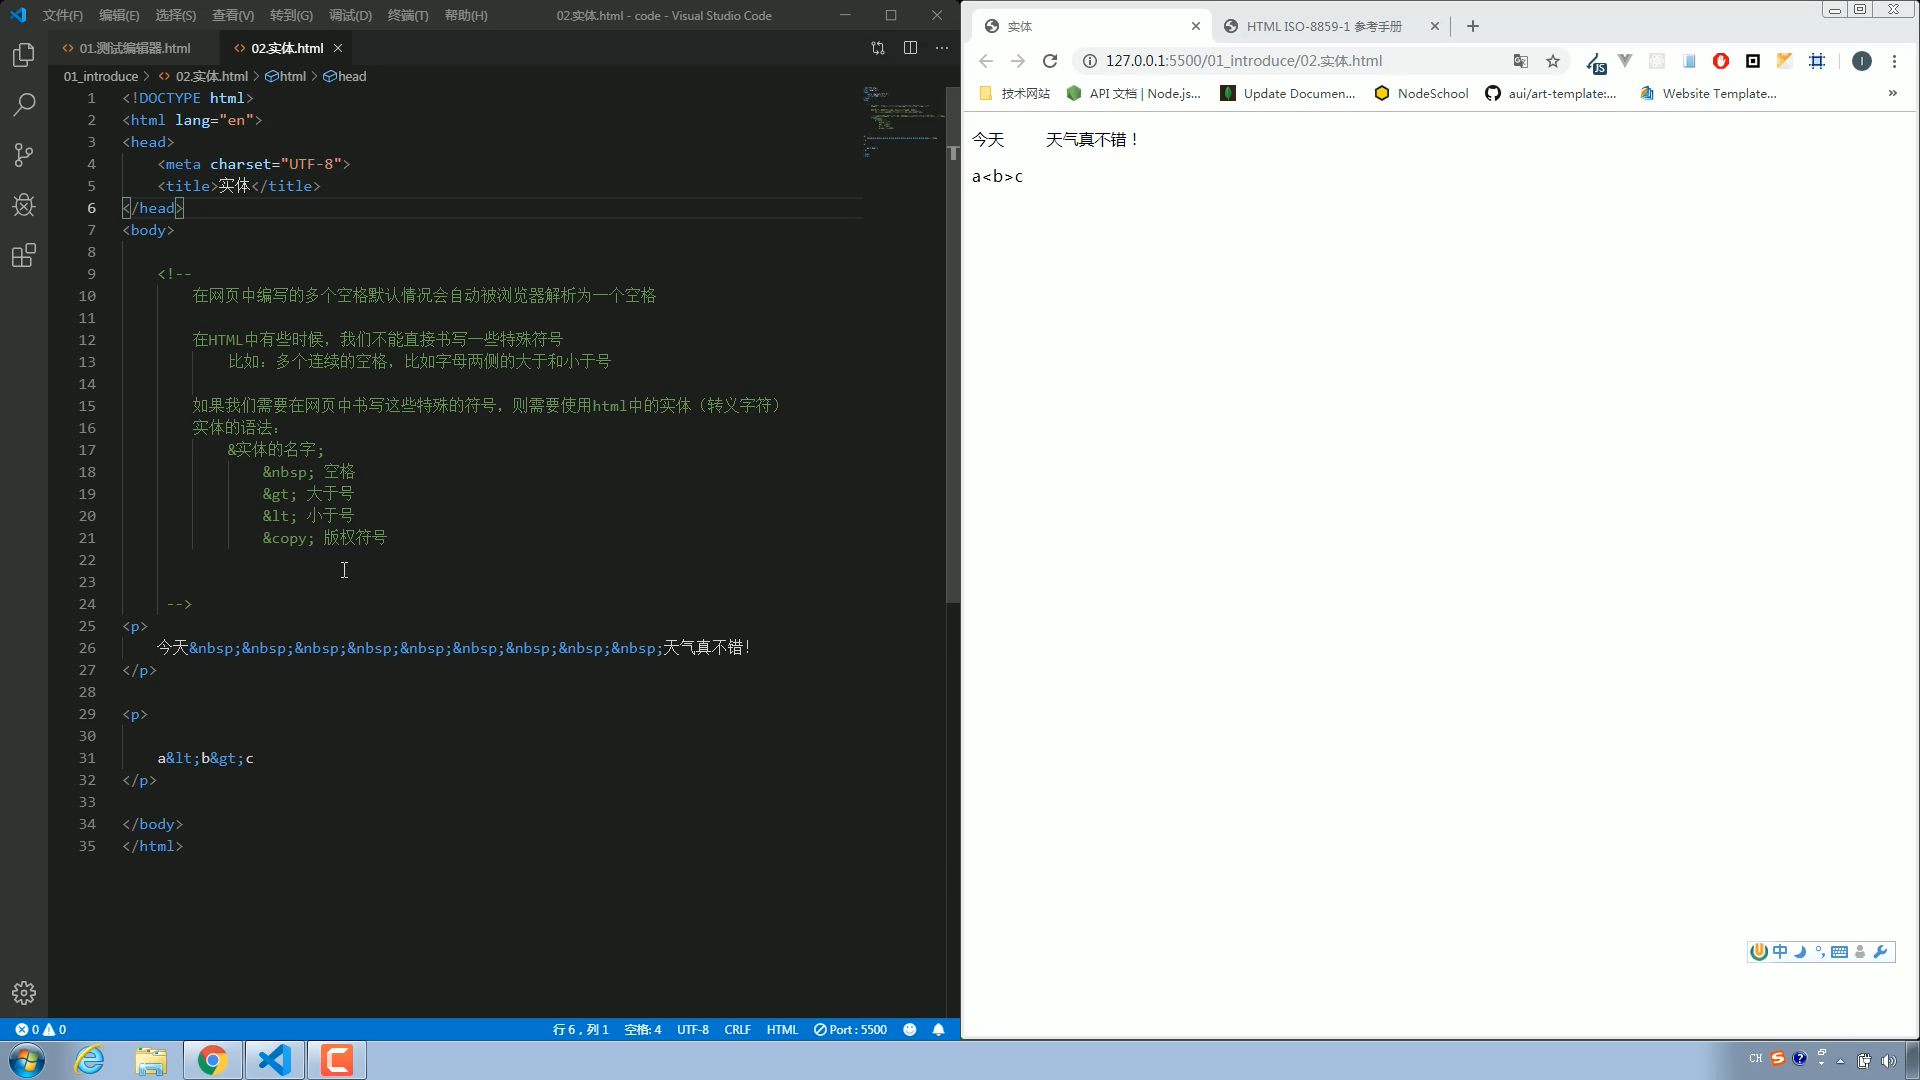 文件(F) 编辑(E) 选择(S) 查看(V) 转到(G) 调试(D) 终端(T) 帮助(H) 02.实体.html - code - Visual Studio Code
01.测试编辑器.html 02.实体.html
01_introduce > 02.实体.html > html > head
1 <!DOCTYPE html>
2 <html lang="en">
3 <head>
4 <meta charset="UTF-8">
5 <title>实体</title>
6 </head>
7 <body>
8
9 <!--
10 在网页中编写的多个空格默认情况会自动被浏览器解析为一个空格
11
12 在HTML中有些时候，我们不能直接书写一些特殊符号
13 比如：多个连续的空格，比如字母两侧的大于和小于号
14
15 如果我们需要在网页中书写这些特殊的符号，则需要使用html中的实体（转义字符）
16 实体的语法：
17 &实体的名字;
18 &nbsp; 空格
19 &gt; 大于号
20 &lt; 小于号
21 &copy; 版权符号
22
23
24 -->
25 <p>
26 今天&nbsp;&nbsp;&nbsp;&nbsp;&nbsp;&nbsp;&nbsp;&nbsp;&nbsp;天气真不错！
27 </p>
28
29 <p>
30
31 a&lt;b&gt;c
32 </p>
33
34 </body>
35 </html>
0 0 行 6，列 1 空格: 4 UTF-8 CRLF HTML Port : 5500
实体 HTML ISO-8859-1 参考手册
127.0.0.1:5500/01_introduce/02.实体.html
JS
I
技术网站 API 文档 | Node.js... Update Documen... NodeSchool aui/art-template:... Website Template... »
今天 天气真不错！
a<b>c
中
CH